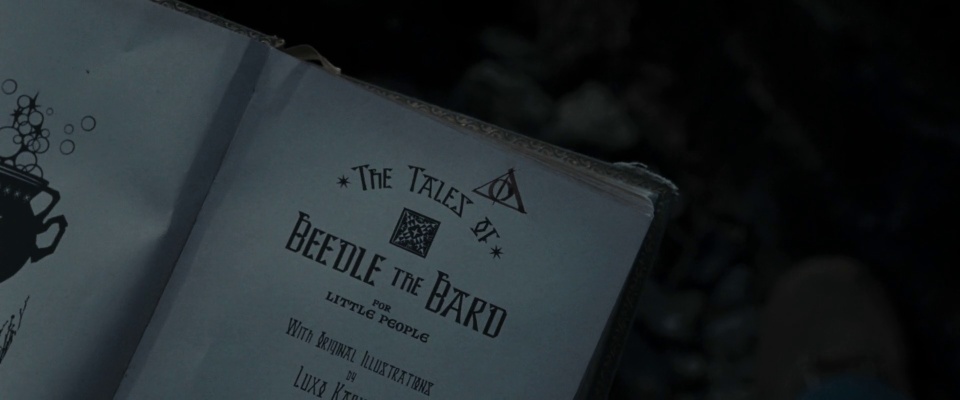 THE TALES OF
BEEDLE THE BARD
FOR
LITTLE PEOPLE
WITH ORIGINAL ILLUSTRATIONS
BY